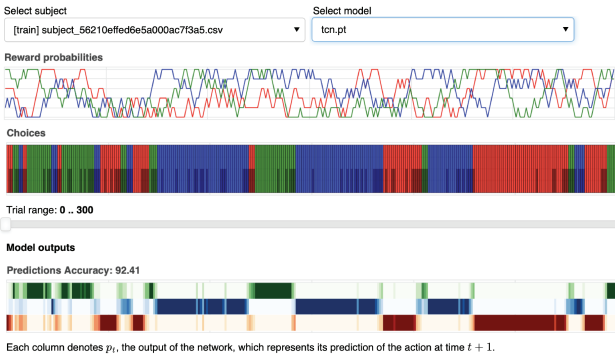 Select subject
Select model
[train] subject_56210effed6e5a000ac7f3a5.csv
tcn.pt
Reward probabilities
Choices
Trial range: 0 .. 300
Model outputs
Predictions Accuracy: 92.41
Each column denotes pₜ, the output of the network, which represents its prediction of the action at time t + 1.